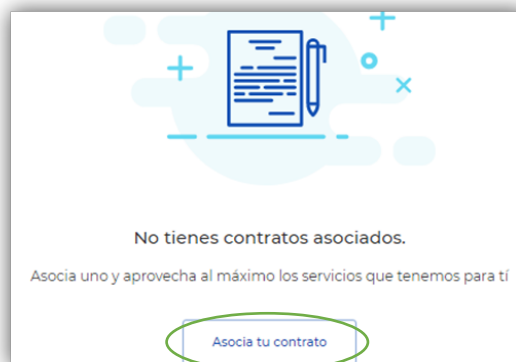 No tienes contratos asociados.
Asocia uno y aprovecha al máximo los servicios que tenemos para tí
Asocia tu contrato